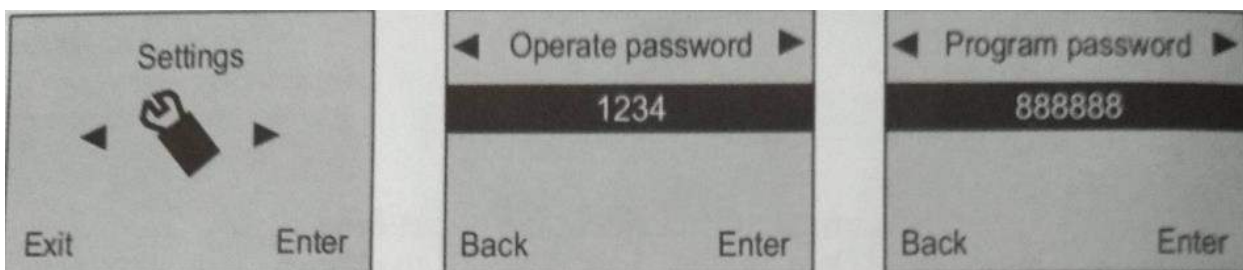 Settings
Exit Enter
Operate password
1234
Back Enter
Program password
888888
Back Enter